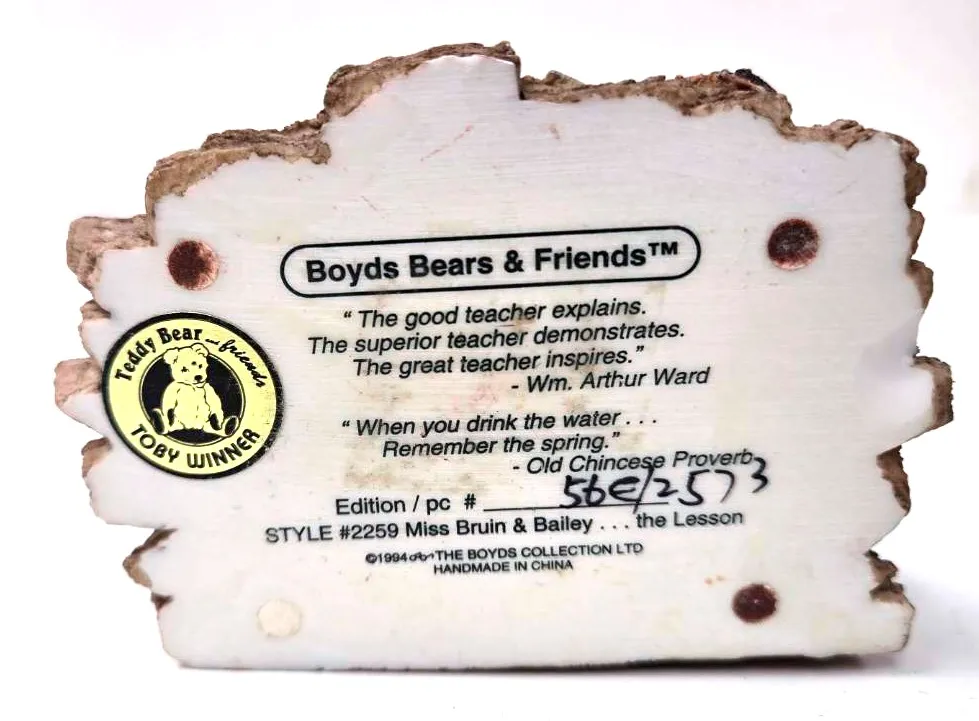 Boyds Bears & Friends™
“ The good teacher explains.
The superior teacher demonstrates.
The great teacher inspires.”
- Wm. Arthur Ward
“ When you drink the water . . .
Remember the spring.”
- Old Chincese Proverb
Edition / pc # 56E/2573
STYLE #2259 Miss Bruin & Bailey . . . the Lesson
©1994 THE BOYDS COLLECTION LTD
HANDMADE IN CHINA
Teddy Bear and friends
TOBY WINNER